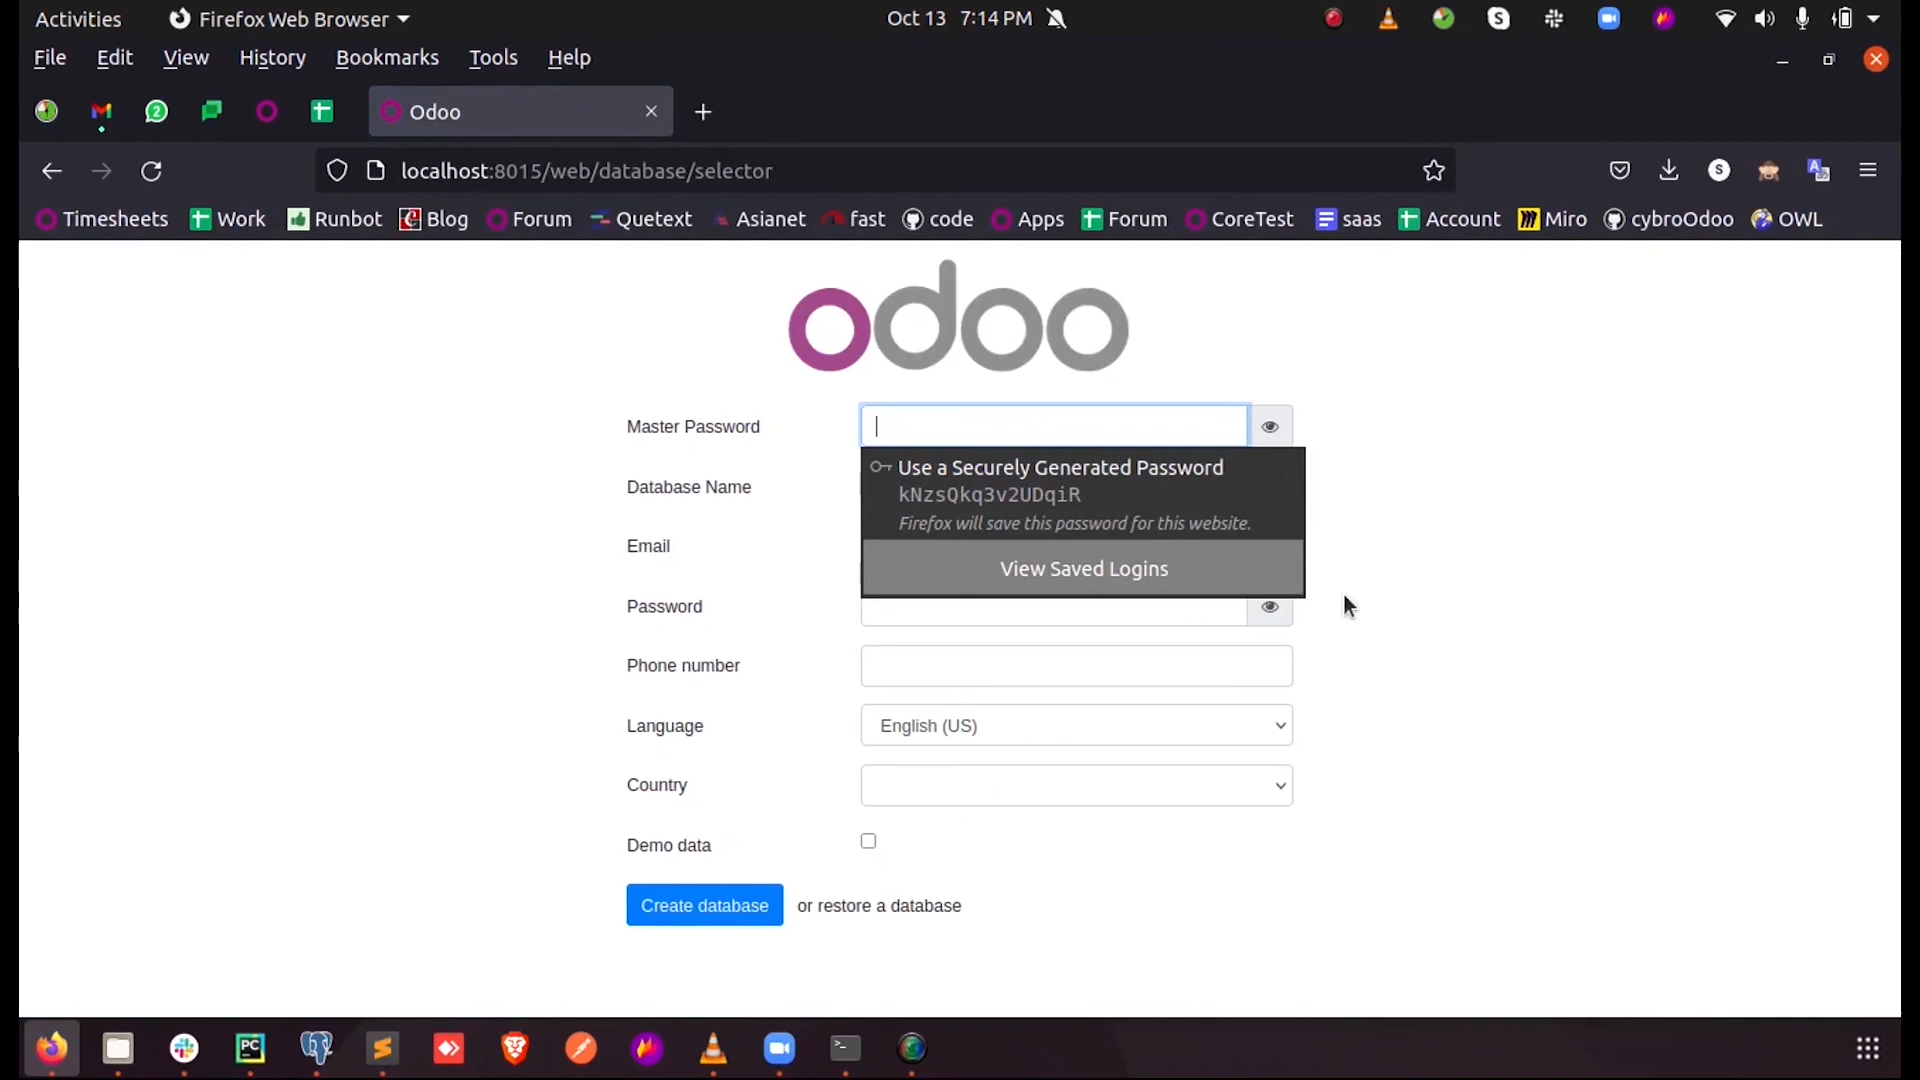 Activities Firefox Web Browser Oct 13 7:14 PM
File Edit View History Bookmarks Tools Help
2 Odoo
localhost:8015/web/database/selector
Timesheets Work Runbot Blog Forum Quetext Asianet fast code Apps Forum CoreTest saas Account Miro cybroOdoo OWL
odoo
Master Password
Use a Securely Generated Password
kNzsQkq3v2UDqiR
Firefox will save this password for this website.
View Saved Logins
Database Name
Email
Password
Phone number
Language English (US)
Country
Demo data
Create database or restore a database